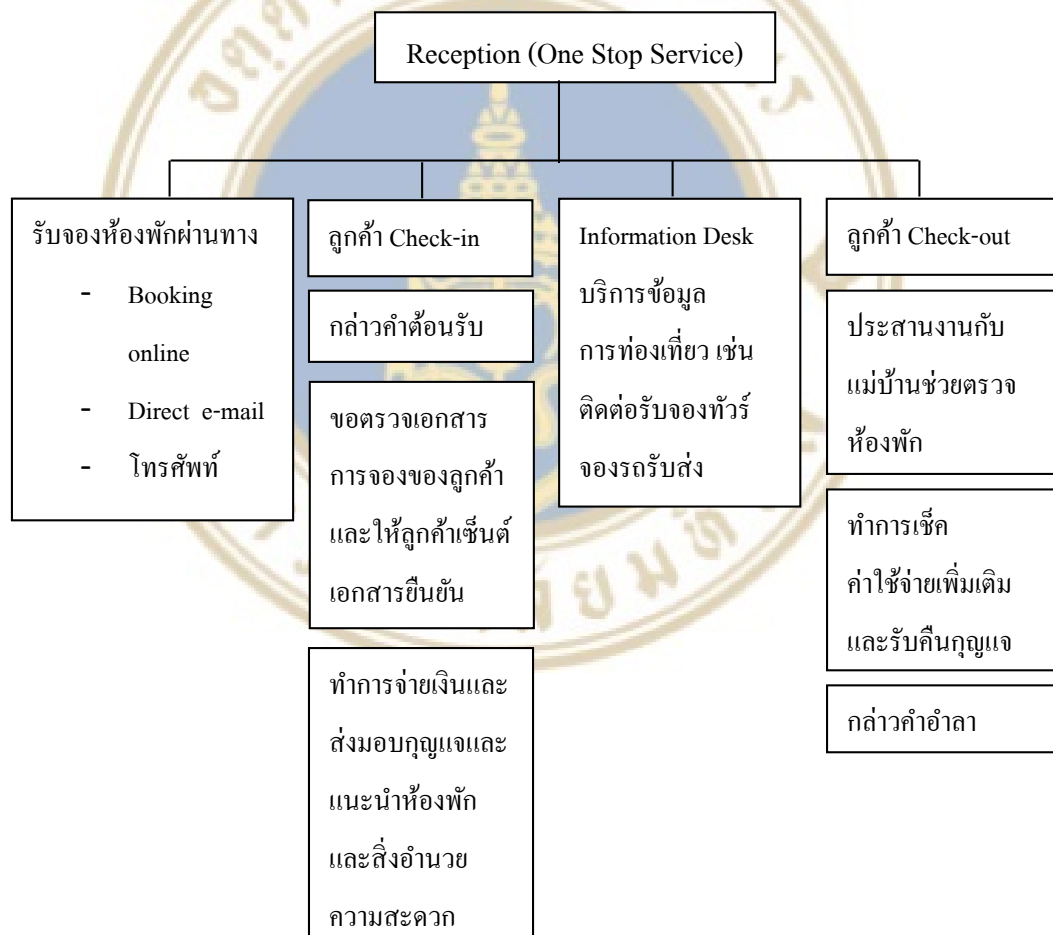 Reception (One Stop Service)
รับจองห้องพักผ่านทาง
- Booking
online
- Direct e-mail
- โทรศัพท์
ลูกค้า Check-in
กล่าวคำต้อนรับ
ขอตรวจเอกสาร
การจองของลูกค้า
และให้ลูกค้าเซ็นต์
เอกสารยืนยัน
ทำการจ่ายเงินและ
ส่งมอบกุญแจและ
แนะนำห้องพัก
และสิ่งอำนวย
ความสะดวก
Information Desk
บริการข้อมูล
การท่องเที่ยว เช่น
ติดต่อรับจองทัวร์
จองรถรับส่ง
ลูกค้า Check-out
ประสานงานกับ
แม่บ้านช่วยตรวจ
ห้องพัก
ทำการเช็ค
ค่าใช้จ่ายเพิ่มเติม
และรับคืนกุญแจ
กล่าวคำอำลา